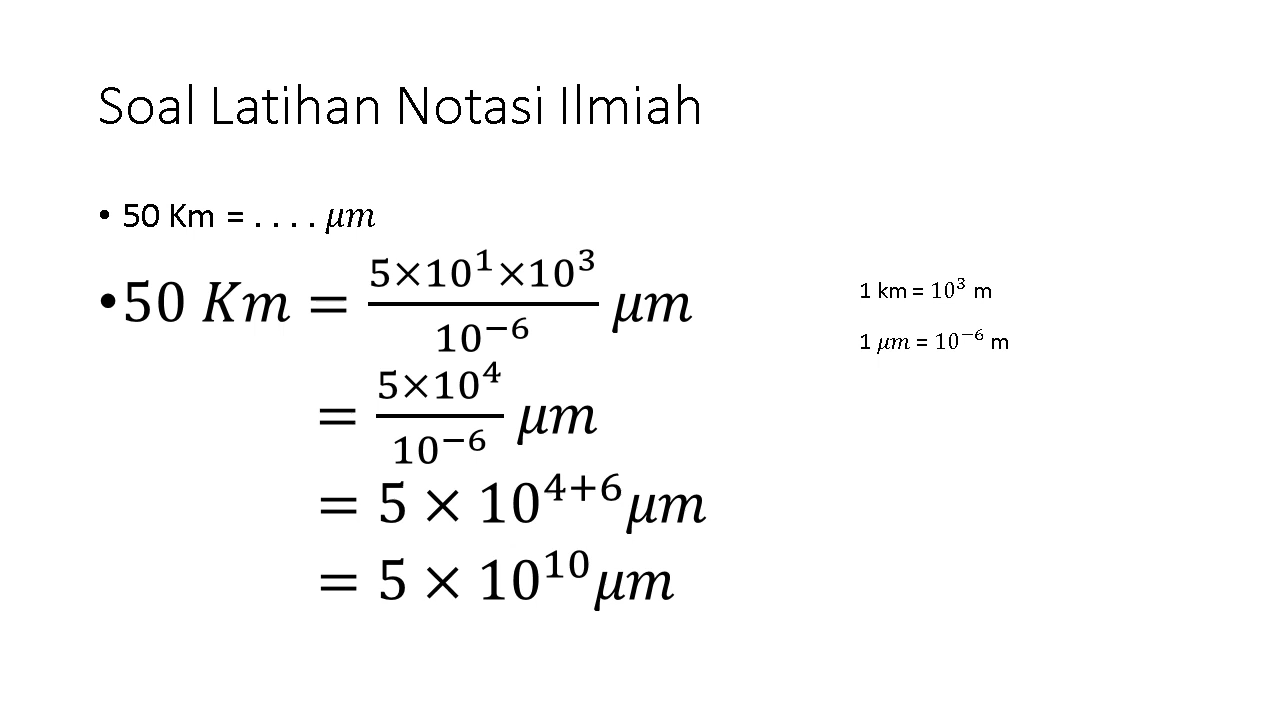 Soal Latihan Notasi Ilmiah
• 50 Km = . . . . μm
•50 Km = (5×10¹×10³)/(10⁻⁶) μm
= (5×10⁴)/(10⁻⁶) μm
= 5 × 10⁴⁺⁶μm
= 5 × 10¹⁰μm
1 km = 10³ m
1 μm = 10⁻⁶ m